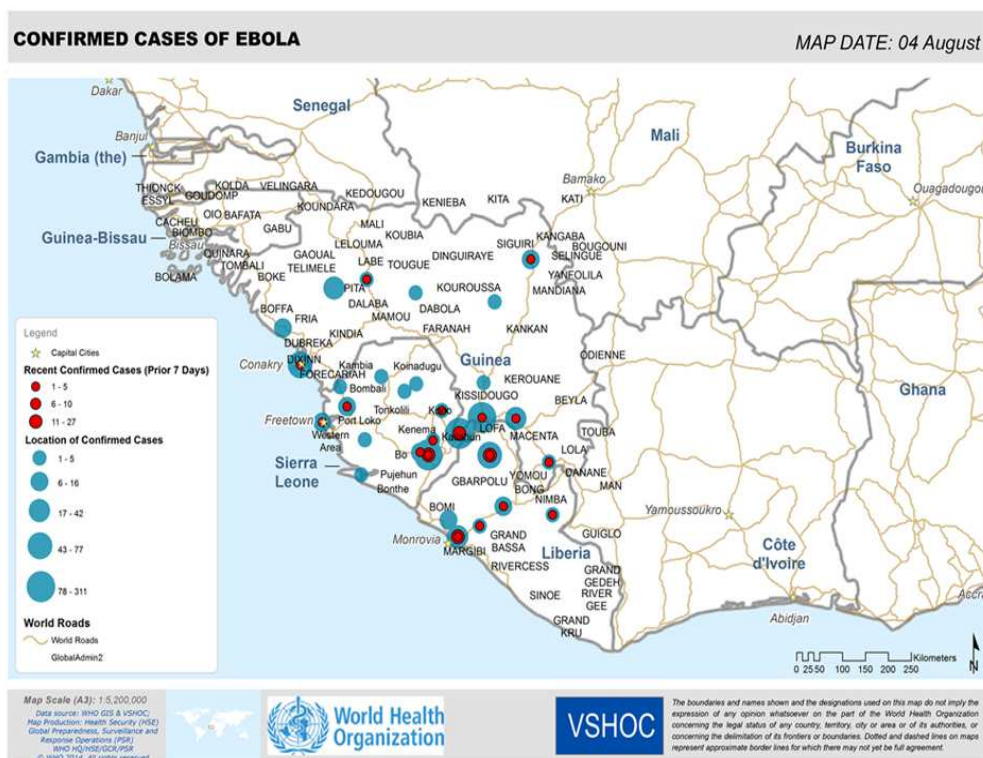 CONFIRMED CASES OF EBOLA
MAP DATE: 04 August
Dakar
Senegal
Mali
Burkina
Faso
Banjul
Gambia (the)
Bamako
Ouagadougou
THIONCK
ESSYL
KOLDA
VELINGARA
GOUDOMP
KEDOUGOU
KENIEBA
KITA
KATI
OIO
BAFATA
KOUNDARA
CACHEU
BIOMBO
GABU
MALI
KOUBIA
KANGABA
BOUGOUNI
Guinea-Bissau
Bissau
LELOUMA
SIGUIRI
QUINARA
TOMBALI
GAOUAL
LABE
TOUGUE
DINGUIRAYE
SELINGUE
BOLAMA
BOKE
TELIMELE
YANFOLILA
PITA
KOUROUSSA
MANDIANA
DALABA
DABOLA
BOFFA
FRIA
MAMOU
FARANAH
KANKAN
KINDIA
DUBREKA
Conakry
DIXINN
FORECARIAH
Kambia
Koinadugu
Guinea
ODIENNE
KEROUANE
Bombali
KISSIDOUGO
BEYLA
Ghana
Freetown
Port Loko
Tonkolili
Kono
LOFA
MACENTA
TOUBA
Western
Area
Kenema
Kailahun
LOLA
Sierra
Leone
Bo
Pujehun
Bonthe
GBARPOLU
YOMOU
DANANE
BONG
MAN
NIMBA
BOMI
Yamoussoukro
Monrovia
MARGIBI
GRAND
BASSA
Liberia
GUIGLO
Côte
d'Ivoire
RIVERCESS
GRAND
GEDEH
RIVER
GEE
SINOE
GRAND
KRU
Abidjan
Accra
Legend
Capital Cities
Recent Confirmed Cases (Prior 7 Days)
1 - 5
6 - 10
11 - 27
Location of Confirmed Cases
1 - 5
6 - 16
17 - 42
43 - 77
78 - 311
World Roads
World Roads
GlobalAdmin2
0 25 50 100 150 200 250
Kilometers
N
Map Scale (A3): 1:5,200,000
Data source: WHO GIS & VSHOC;
Map Production: Health Security (HSE)
Global Preparedness, Surveillance and
Response Operations (PSR)
WHO HQ/HSE/GCR/PSR
© WHO 2014. All rights reserved
World Health
Organization
VSHOC
The boundaries and names shown and the designations used on this map do not imply the
expression of any opinion whatsoever on the part of the World Health Organization
concerning the legal status of any country, territory, city or area or of its authorities, or
concerning the delimitation of its frontiers or boundaries. Dotted and dashed lines on maps
represent approximate border lines for which there may not yet be full agreement.